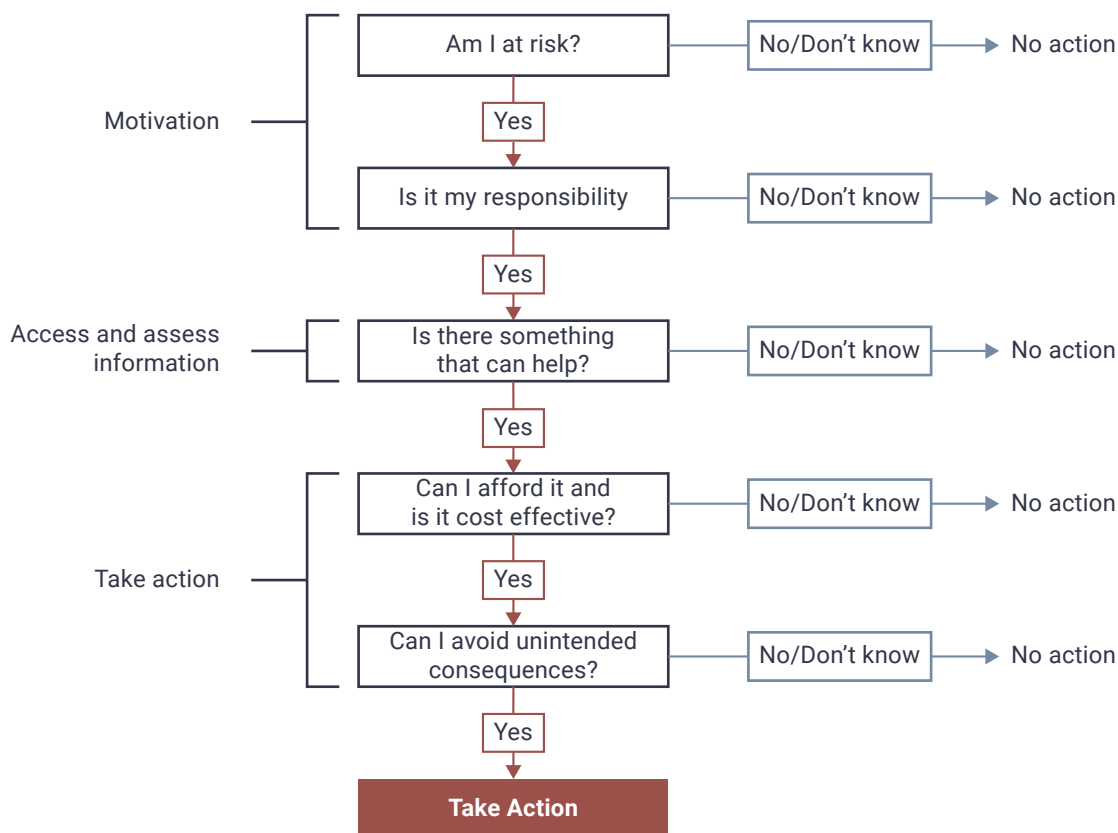 Am I at risk?
No/Don't know
No action
Yes
Motivation
Is it my responsibility
No/Don't know
No action
Yes
Access and assess
information
Is there something
that can help?
No/Don't know
No action
Yes
Can I afford it and
is it cost effective?
No/Don't know
No action
Take action
Yes
Can I avoid unintended
consequences?
No/Don't know
No action
Yes
Take Action